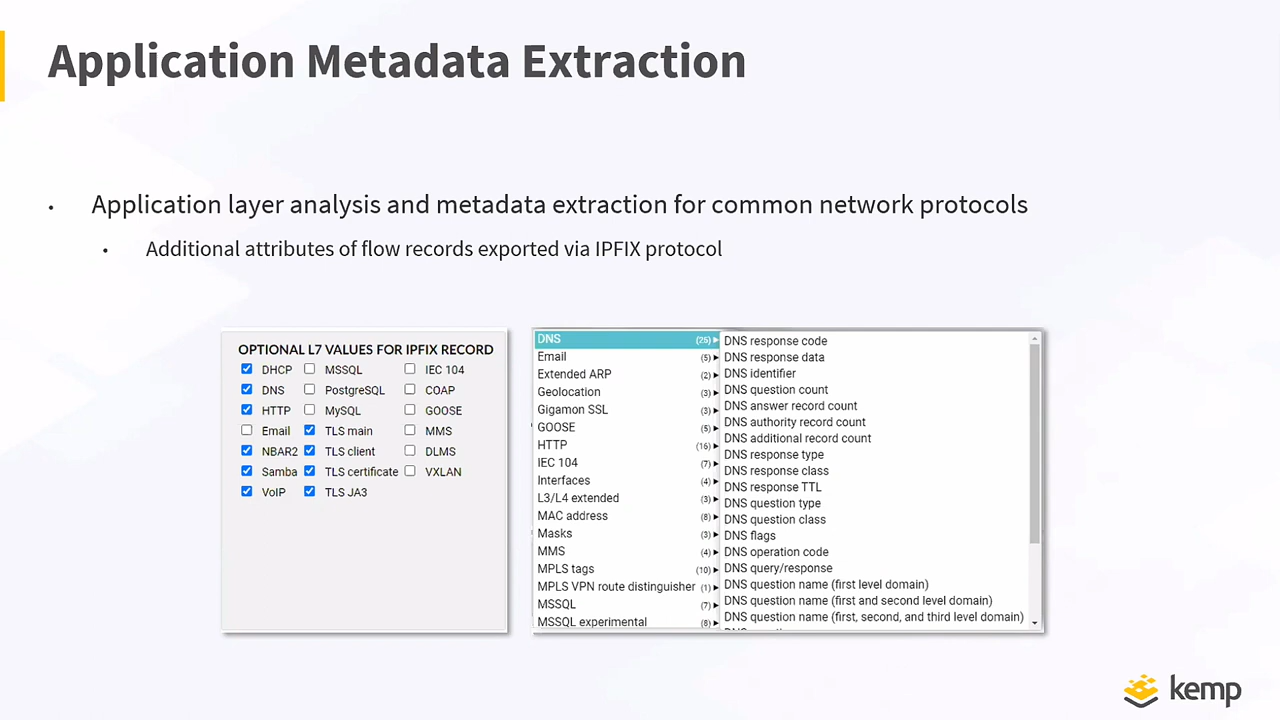 Application Metadata Extraction
• Application layer analysis and metadata extraction for common network protocols
• Additional attributes of flow records exported via IPFIX protocol
OPTIONAL L7 VALUES FOR IPFIX RECORD
DHCP MSSQL IEC 104
DNS PostgreSQL COAP
HTTP MySQL GOOSE
Email TLS main MMS
NBAR2 TLS client DLMS
Samba TLS certificate VXLAN
VoIP TLS JA3
DNS (25)
Email (5)
Extended ARP (2)
Geolocation (3)
Gigamon SSL (3)
GOOSE (5)
HTTP (16)
IEC 104 (7)
Interfaces (4)
L3/L4 extended (3)
MAC address (8)
Masks (3)
MMS (4)
MPLS tags (10)
MPLS VPN route distinguisher (1)
MSSQL (7)
MSSQL experimental (8)
DNS response code
DNS response data
DNS identifier
DNS question count
DNS answer record count
DNS authority record count
DNS additional record count
DNS response type
DNS response class
DNS response TTL
DNS question type
DNS question class
DNS flags
DNS operation code
DNS query/response
DNS question name (first level domain)
DNS question name (first and second level domain)
DNS question name (first, second, and third level domain)
kemp